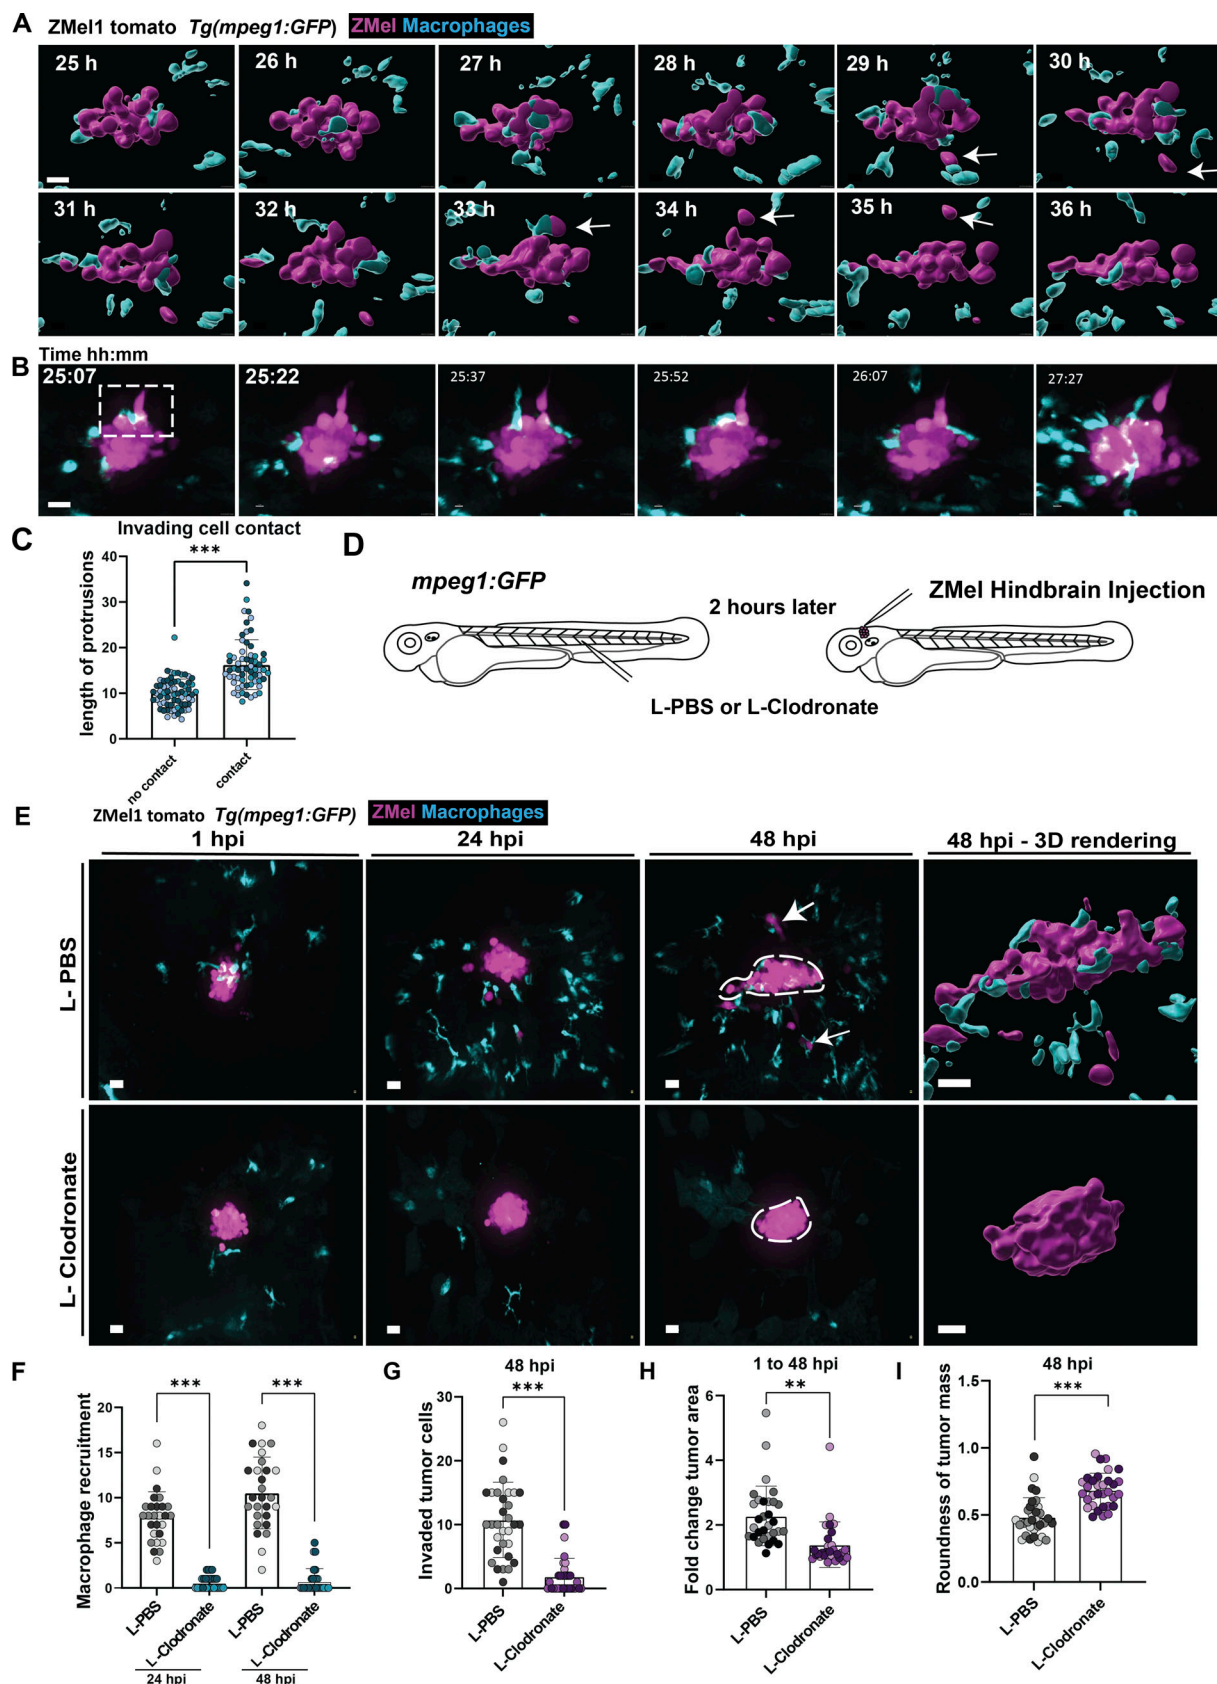 A ZMel1 tomato Tg(mpeg1:GFP) ZMel Macrophages
25 h 26 h 27 h 28 h 29 h 30 h
31 h 32 h 33 h 34 h 35 h 36 h
Time hh:mm
B 25:07 25:22 25:37 25:52 26:07 27:27
C Invading cell contact
***
length of protrusions
40
30
20
10
0
no contact contact
D
mpeg1:GFP
2 hours later
ZMel Hindbrain Injection
L-PBS or L-Clodronate
E ZMel1 tomato Tg(mpeg1:GFP) ZMel Macrophages
1 hpi 24 hpi 48 hpi 48 hpi - 3D rendering
L- PBS
L- Clodronate
F
*** ***
Macrophage recruitment
20
15
10
5
0
L-PBS L-Clodronate L-PBS L-Clodronate
24 hpi 48 hpi
G 48 hpi
***
Invaded tumor cells
30
20
10
0
L-PBS L-Clodronate
H 1 to 48 hpi
**
Fold change tumor area
6
4
2
0
L-PBS L-Clodronate
I 48 hpi
***
Roundness of tumor mass
1.5
1.0
0.5
0.0
L-PBS L-Clodronate